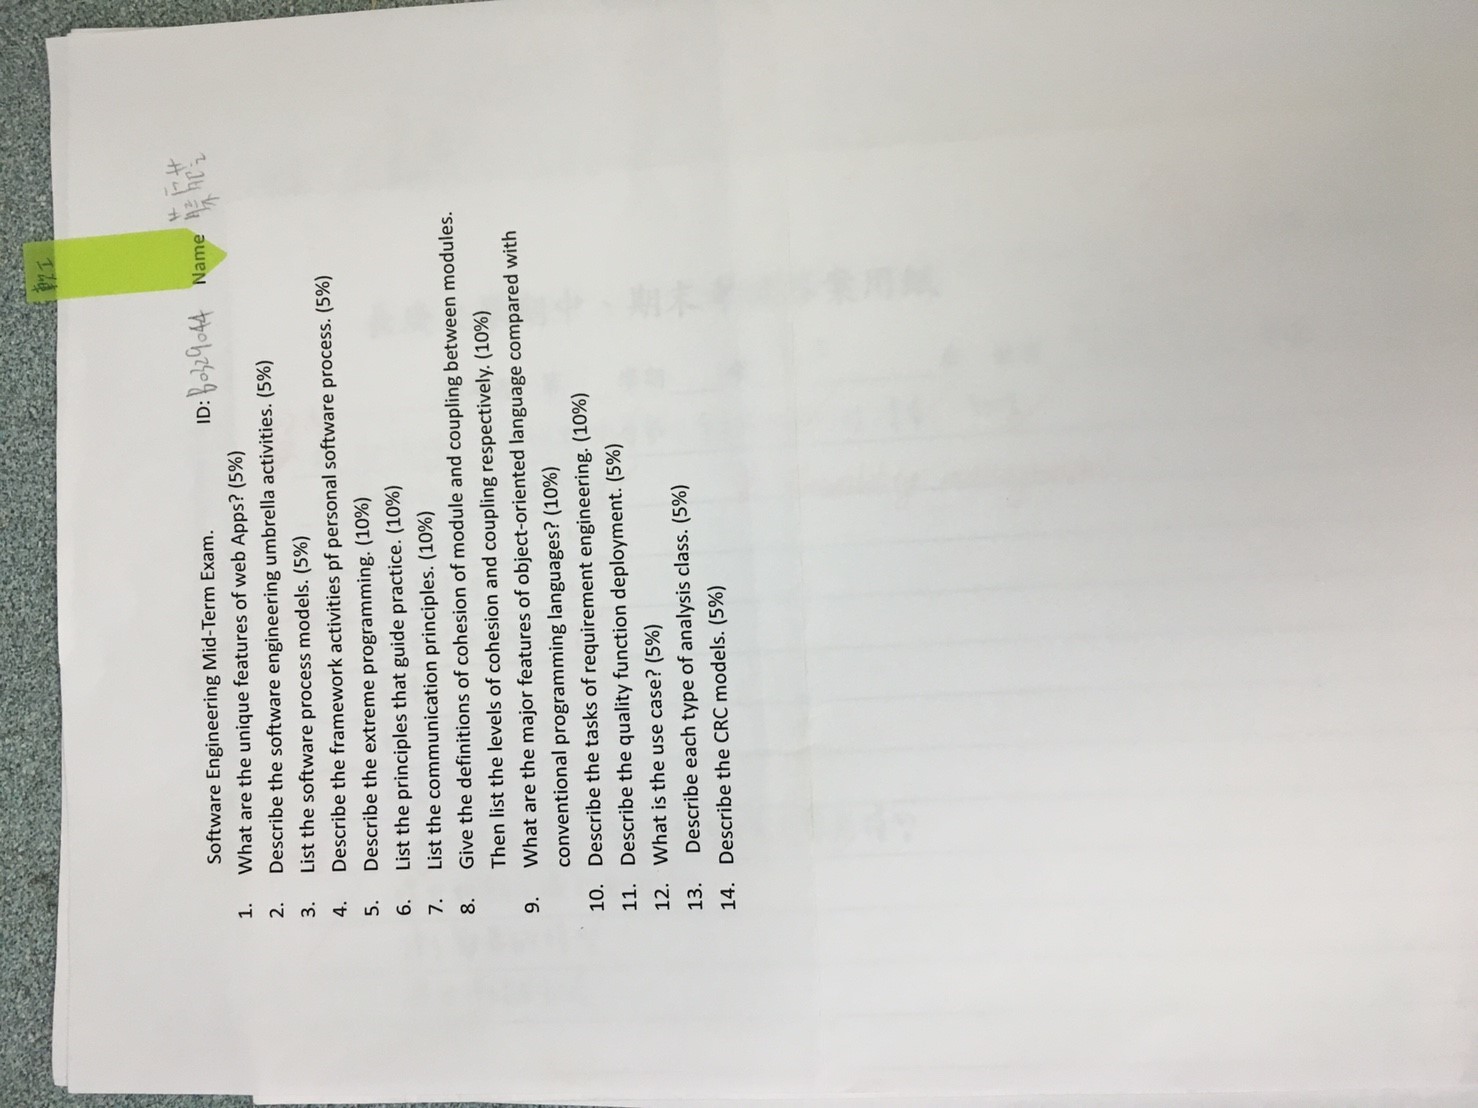 軟工
Software Engineering Mid-Term Exam. ID: B0329044 Name
1. What are the unique features of web Apps? (5%)
2. Describe the software engineering umbrella activities. (5%)
3. List the software process models. (5%)
4. Describe the framework activities pf personal software process. (5%)
5. Describe the extreme programming. (10%)
6. List the principles that guide practice. (10%)
7. List the communication principles. (10%)
8. Give the definitions of cohesion of module and coupling between modules.
Then list the levels of cohesion and coupling respectively. (10%)
9. What are the major features of object-oriented language compared with
conventional programming languages? (10%)
10. Describe the tasks of requirement engineering. (10%)
11. Describe the quality function deployment. (5%)
12. What is the use case? (5%)
13. Describe each type of analysis class. (5%)
14. Describe the CRC models. (5%)